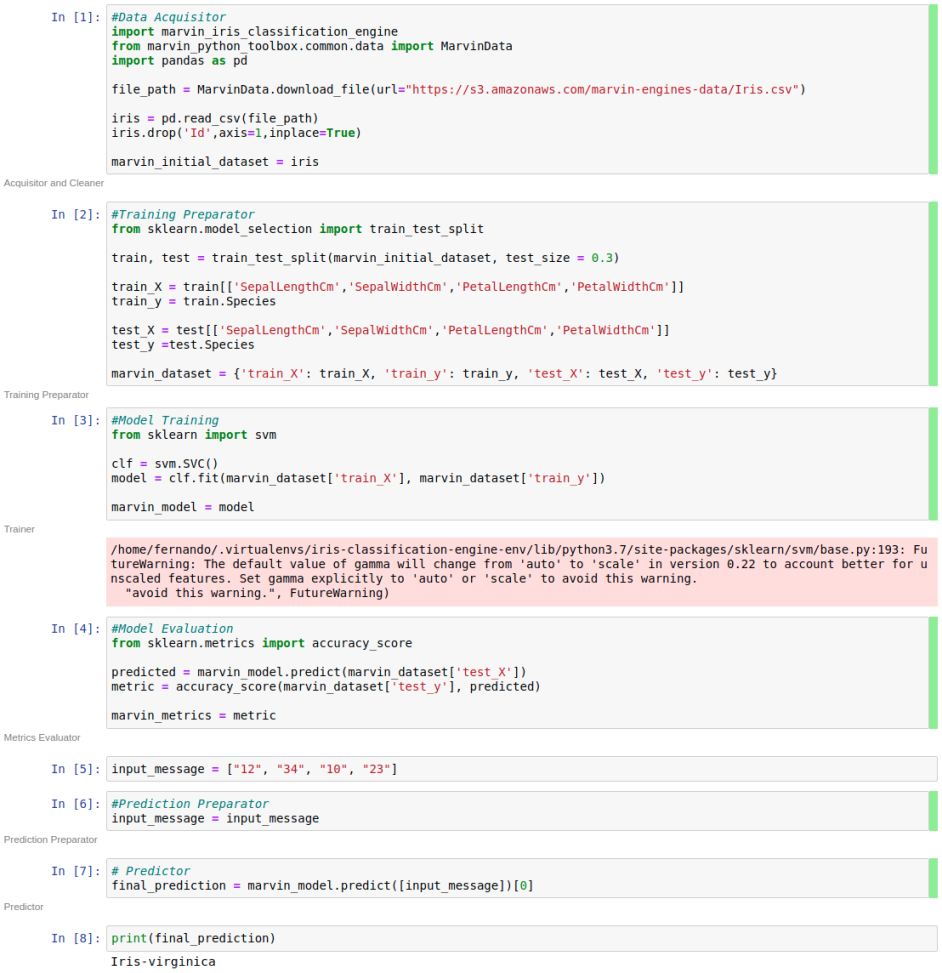 In [1]: #Data Acquisitor
import marvin_iris_classification_engine
from marvin_python_toolbox.common.data import MarvinData
import pandas as pd
file_path = MarvinData.download_file(url="https://s3.amazonaws.com/marvin-engines-data/Iris.csv")
iris = pd.read_csv(file_path)
iris.drop('Id',axis=1,inplace=True)
marvin_initial_dataset = iris
Acquisitor and Cleaner
In [2]: #Training Preparator
from sklearn.model_selection import train_test_split
train, test = train_test_split(marvin_initial_dataset, test_size = 0.3)
train_X = train[['SepalLengthCm','SepalWidthCm','PetalLengthCm','PetalWidthCm']]
train_y = train.Species
test_X = test[['SepalLengthCm','SepalWidthCm','PetalLengthCm','PetalWidthCm']]
test_y =test.Species
marvin_dataset = {'train_X': train_X, 'train_y': train_y, 'test_X': test_X, 'test_y': test_y}
Training Preparator
In [3]: #Model Training
from sklearn import svm
clf = svm.SVC()
model = clf.fit(marvin_dataset['train_X'], marvin_dataset['train_y'])
marvin_model = model
Trainer
/home/fernando/.virtualenvs/iris-classification-engine-env/lib/python3.7/site-packages/sklearn/svm/base.py:193: Fu
tureWarning: The default value of gamma will change from 'auto' to 'scale' in version 0.22 to account better for u
nscaled features. Set gamma explicitly to 'auto' or 'scale' to avoid this warning.
"avoid this warning.", FutureWarning)
In [4]: #Model Evaluation
from sklearn.metrics import accuracy_score
predicted = marvin_model.predict(marvin_dataset['test_X'])
metric = accuracy_score(marvin_dataset['test_y'], predicted)
marvin_metrics = metric
Metrics Evaluator
In [5]: input_message = ["12", "34", "10", "23"]
In [6]: #Prediction Preparator
input_message = input_message
Prediction Preparator
In [7]: # Predictor
final_prediction = marvin_model.predict([input_message])[0]
Predictor
In [8]: print(final_prediction)
Iris-virginica